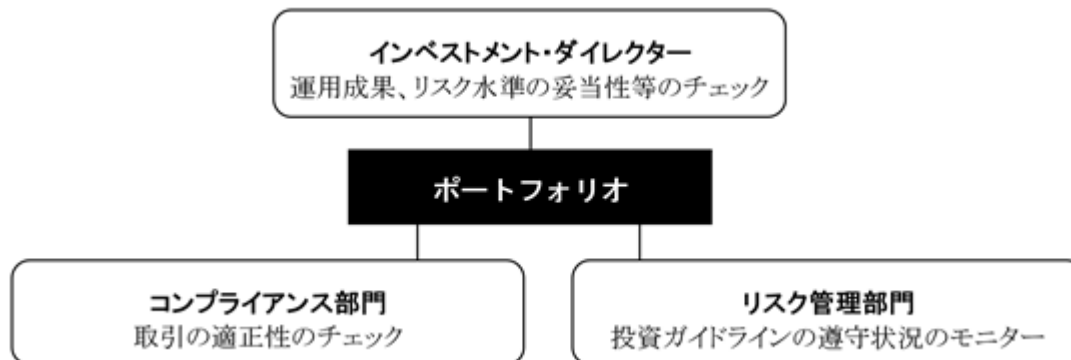 インベストメント・ダイレクター
運用成果、リスク水準の妥当性等のチェック
ポートフォリオ
コンプライアンス部門
取引の適正性のチェック
リスク管理部門
投資ガイドラインの遵守状況のモニター